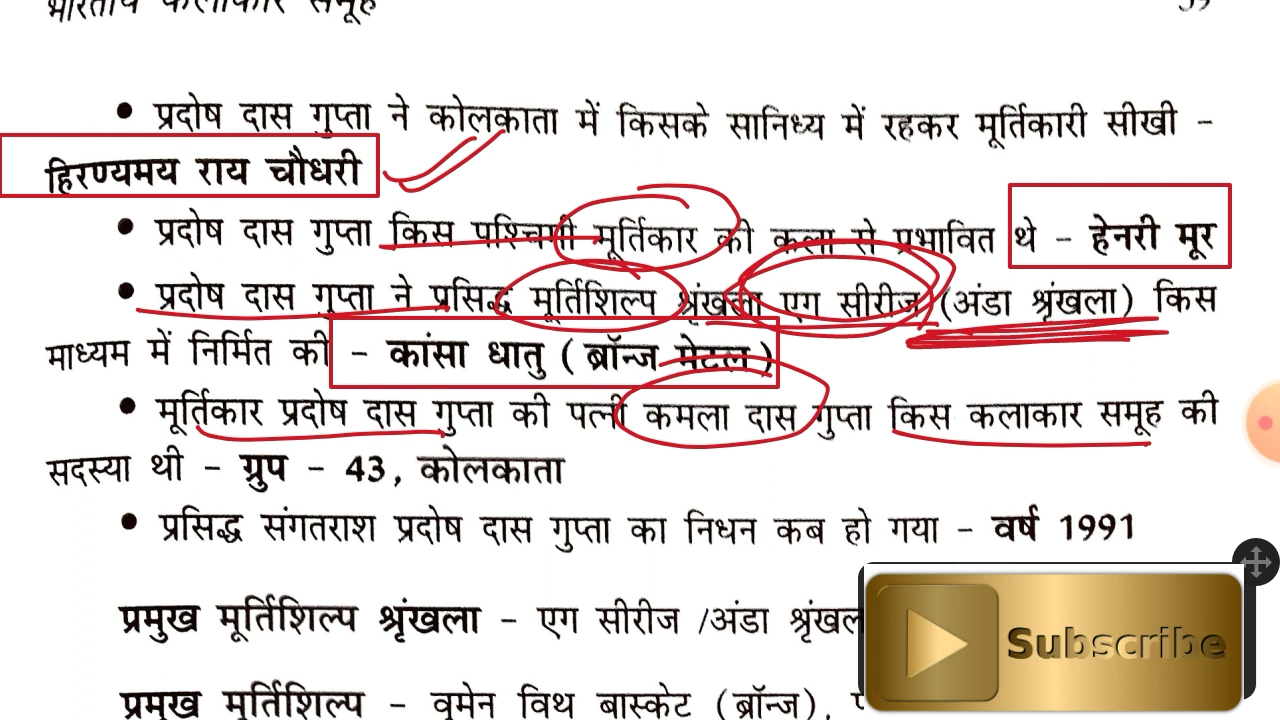 भारतीय कलाकार समूह
• प्रदोष दास गुप्ता ने कोलकाता में किसके सानिध्य में रहकर मूर्तिकारी सीखी –
हिरण्यमय राय चौधरी
• प्रदोष दास गुप्ता किस पश्चिमी मूर्तिकार की कला से प्रभावित थे – हेनरी मूर
• प्रदोष दास गुप्ता ने प्रसिद्ध मूर्तिशिल्प श्रृंखला एग सीरीज (अंडा श्रृंखला) किस
माध्यम में निर्मित की – कांसा धातु ( ब्रॉन्ज मेटल )
• मूर्तिकार प्रदोष दास गुप्ता की पत्नी कमला दास गुप्ता किस कलाकार समूह की
सदस्या थी – ग्रुप – 43, कोलकाता
• प्रसिद्ध संगतराश प्रदोष दास गुप्ता का निधन कब हो गया – वर्ष 1991
प्रमुख मूर्तिशिल्प श्रृंखला – एग सीरीज /अंडा
प्रमुख मूर्तिशिल्प – वूमेन विथ बास्केट (ब्रॉन्ज),
Subscribe